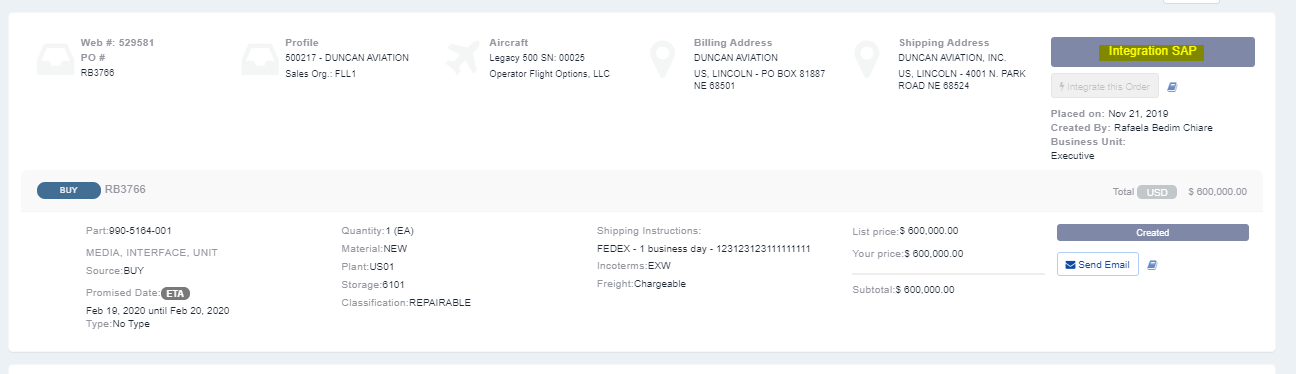 Web #: 529581
PO #
RB3766
Profile
500217 - DUNCAN AVIATION
Sales Org.: FLL1
Aircraft
Legacy 500 SN: 00025
Operator Flight Options, LLC
Billing Address
DUNCAN AVIATION
US, LINCOLN - PO BOX 81887
NE 68501
Shipping Address
DUNCAN AVIATION, INC.
US, LINCOLN - 4001 N. PARK
ROAD NE 68524
Integration SAP
Integrate this Order
Placed on: Nov 21, 2019
Created By: Rafaela Bedim Chiare
Business Unit:
Executive
BUY RB3766
Total USD $ 600,000.00
Part:990-5164-001
MEDIA, INTERFACE, UNIT
Source:BUY
Promised Date:ETA
Feb 19, 2020 until Feb 20, 2020
Type:No Type
Quantity:1 (EA)
Material:NEW
Plant:US01
Storage:6101
Classification:REPAIRABLE
Shipping Instructions:
FEDEX - 1 business day - 123123123111111111
Incoterms:EXW
Freight:Chargeable
List price:$ 600,000.00
Your price:$ 600,000.00
Subtotal:$ 600,000.00
Created
Send Email